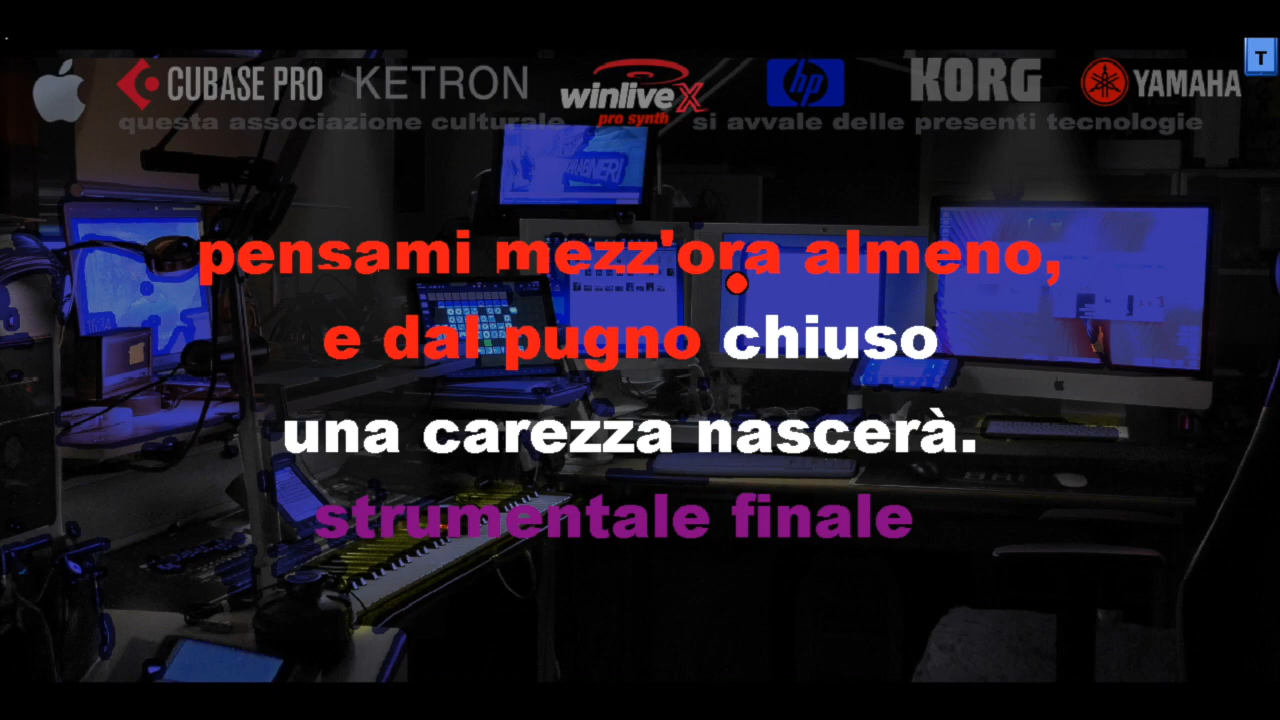 T
CUBASE PRO KETRON winlive X pro synth hp KORG YAMAHA
questa associazione culturale si avvale delle presenti tecnologie
pensami mezz'ora almeno,
e dal pugno chiuso
una carezza nascerà.
strumentale finale